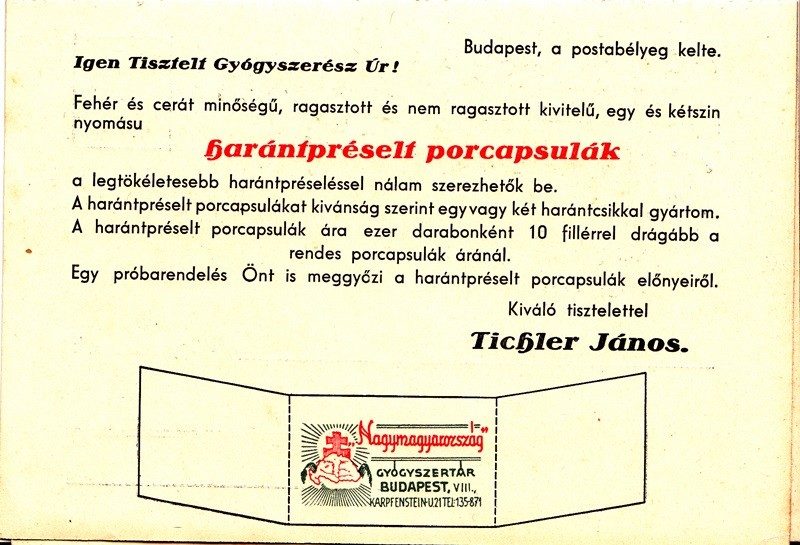 Budapest, a postabélyeg kelte.
Igen Tisztelt Gyógyszerész Úr!
Fehér és cerát minőségű, ragasztott és nem ragasztott kivitelű, egy és kétszin
nyomásu
harántpréselt porcapsulák
a legtökéletesebb harántpréseléssel nálam szerezhetők be.
A harántpréselt porcapsulákat kivánság szerint egy vagy két harántcsikkal gyártom.
A harántpréselt porcapsulák ára ezer darabonként 10 fillérrel drágább a
rendes porcapsulák áránál.
Egy próbarendelés Önt is meggyőzi a harántpréselt porcapsulák előnyeiről.
Kiváló tisztelettel
Tichler János.
„Nagymagyarország"
GYÓGYSZERTÁR
BUDAPEST, VIII.,
KARPFENSTEIN-U.21 TEL:135-871